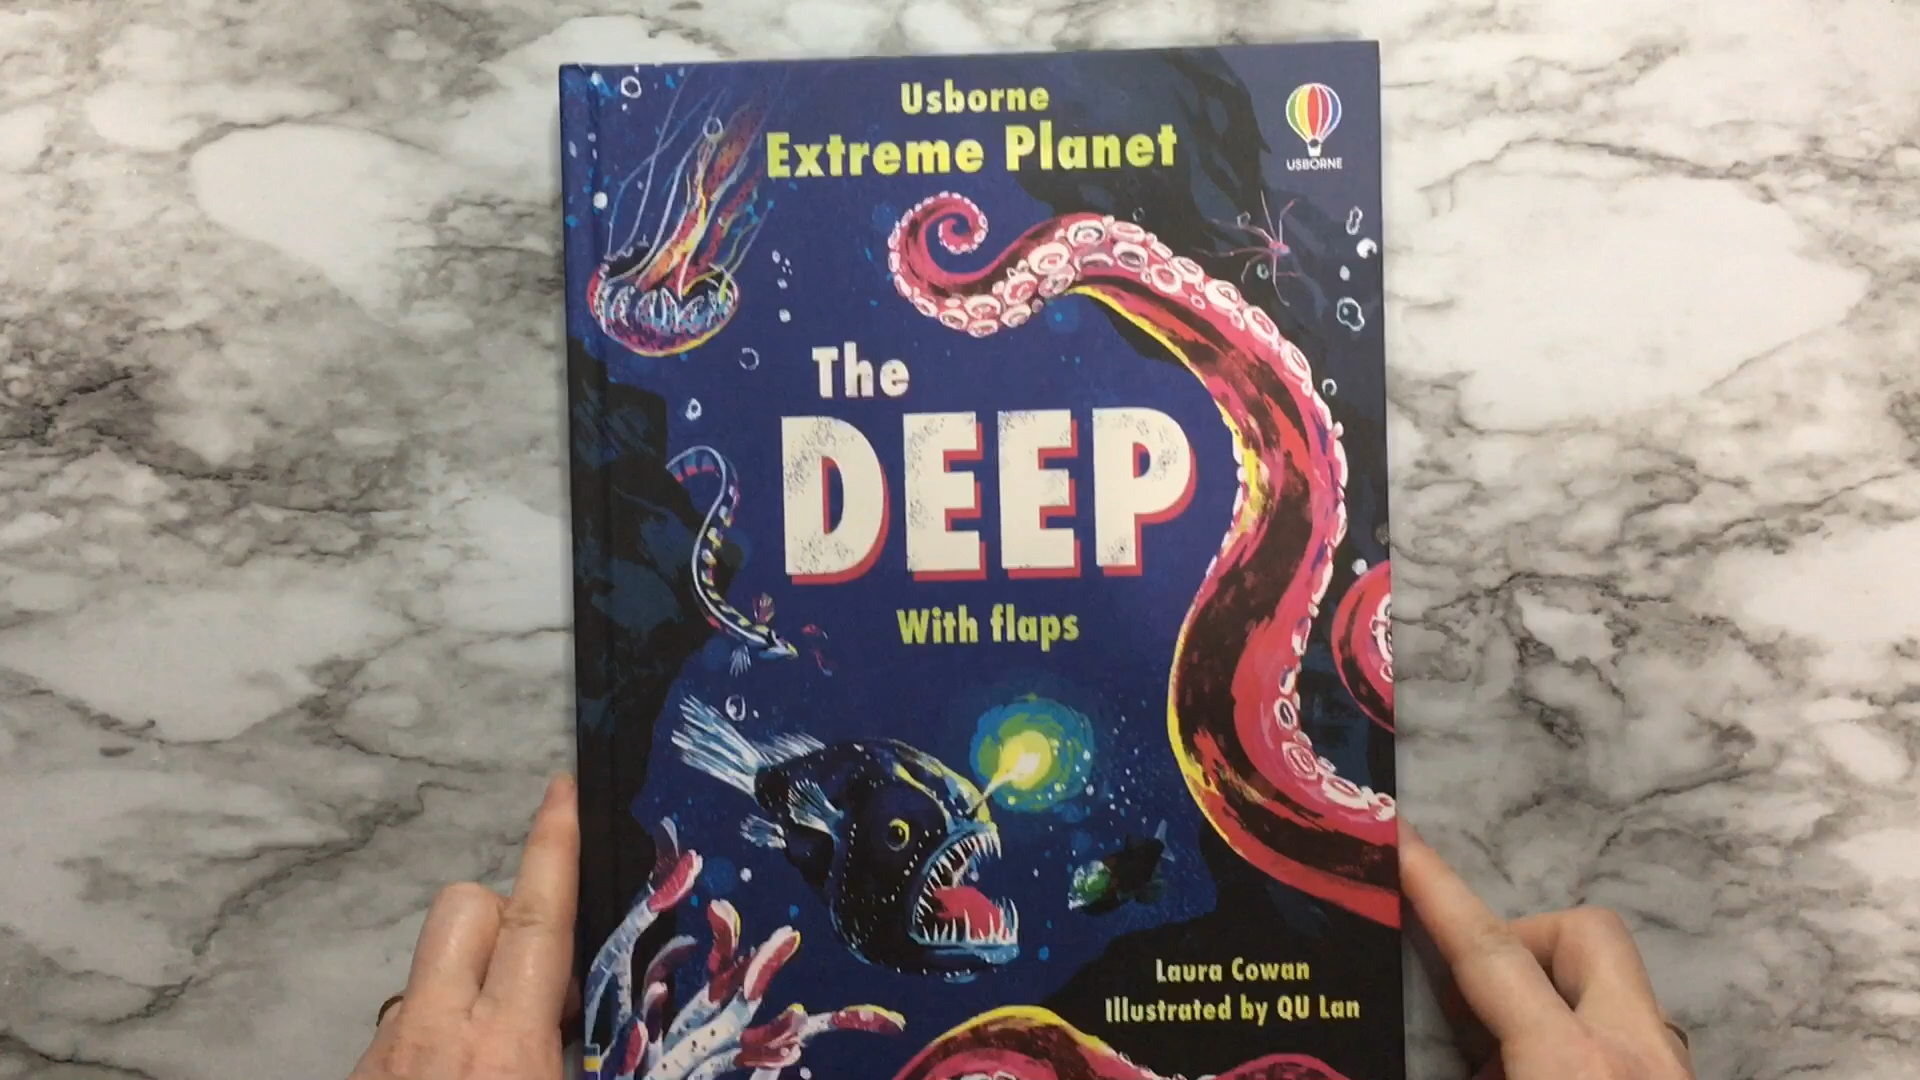 Usborne
Extreme Planet
USBORNE
The
DEEP
With flaps
Laura Cowan
Illustrated by QU Lan